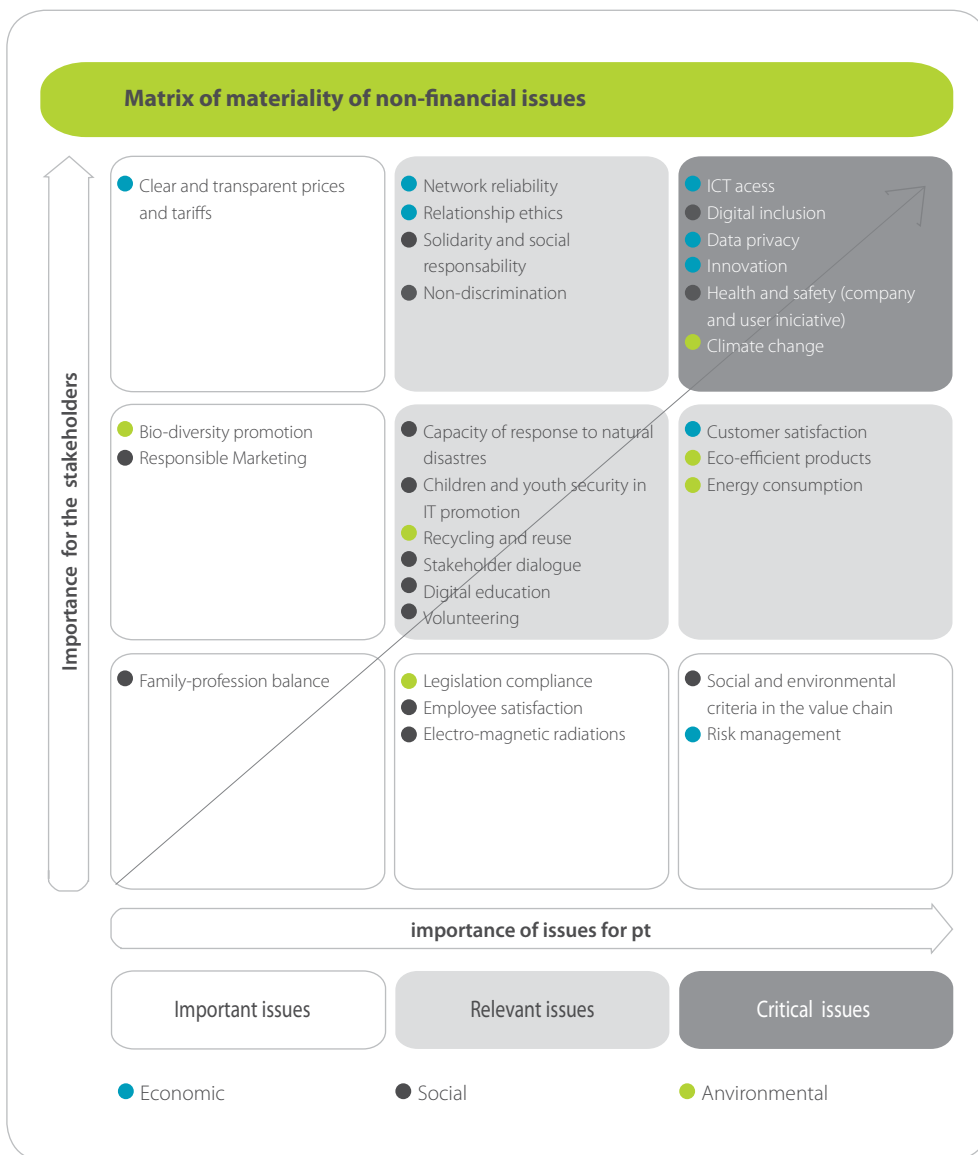 Matrix of materiality of non-financial issues
Importance for the stakeholders
Clear and transparent prices
and tariffs
Network reliability
Relationship ethics
Solidarity and social
responsability
Non-discrimination
ICT acess
Digital inclusion
Data privacy
Innovation
Health and safety (company
and user iniciative)
Climate change
Bio-diversity promotion
Responsible Marketing
Capacity of response to natural
disastres
Children and youth security in
IT promotion
Recycling and reuse
Stakeholder dialogue
Digital education
Volunteering
Customer satisfaction
Eco-efficient products
Energy consumption
Family-profession balance
Legislation compliance
Employee satisfaction
Electro-magnetic radiations
Social and environmental
criteria in the value chain
Risk management
importance of issues for pt
Important issues
Relevant issues
Critical issues
Economic
Social
Anvironmental